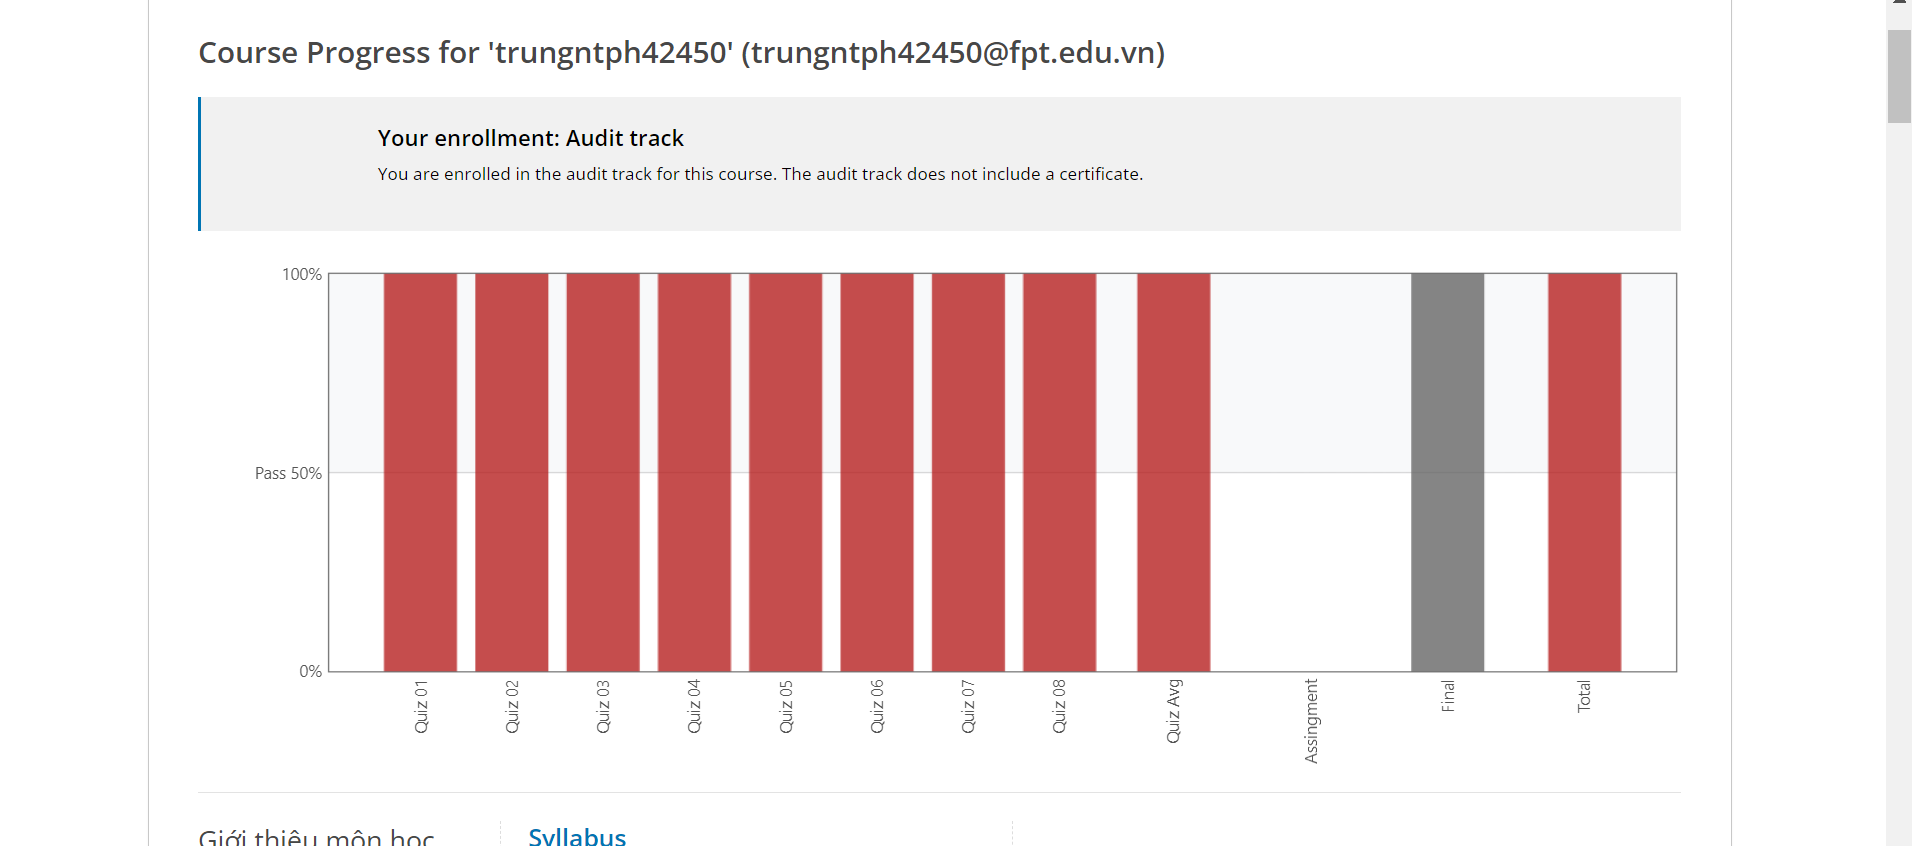 Course Progress for 'trungntph42450' (trungntph42450@fpt.edu.vn)
Your enrollment: Audit track
You are enrolled in the audit track for this course. The audit track does not include a certificate.
100%
Pass 50%
0%
Quiz 01
Quiz 02
Quiz 03
Quiz 04
Quiz 05
Quiz 06
Quiz 07
Quiz 08
Quiz Avg
Assingment
Final
Total
Giới thiệu môn học
Syllabus